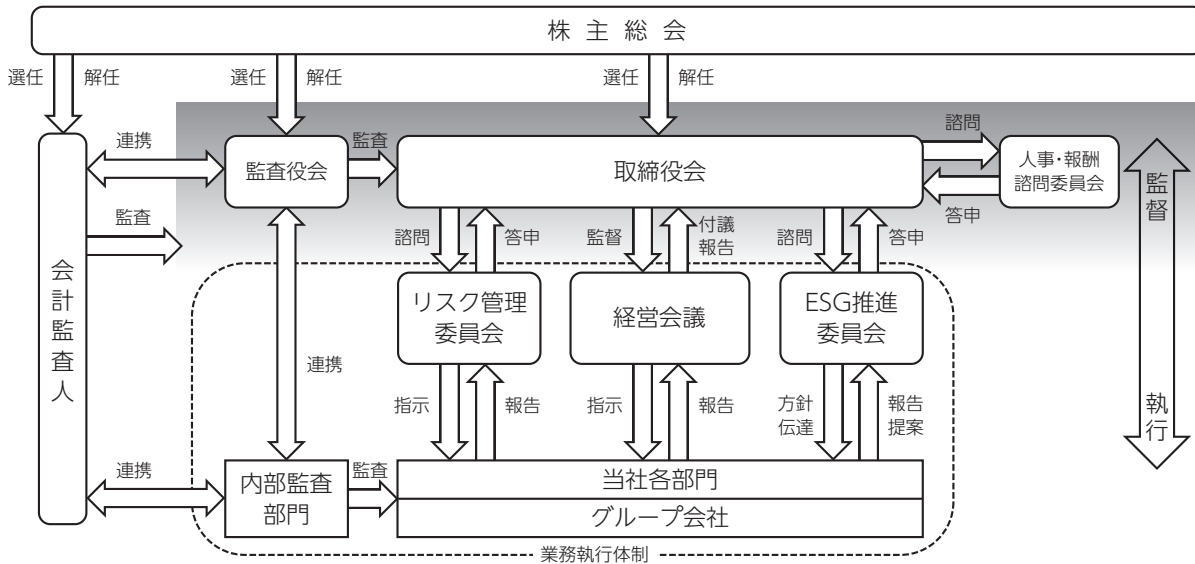 株主総会
選任
解任
選任
解任
選任
解任
連携
監査役会
監査
取締役会
諮問
答申
人事・報酬
諮問委員会
監督
執行
監査
会計監査人
諮問
答申
監督
付議
報告
諮問
答申
リスク管理
委員会
経営会議
ESG推進
委員会
連携
指示
報告
指示
報告
方針
伝達
報告
提案
連携
内部監査
部門
監査
当社各部門
グループ会社
業務執行体制